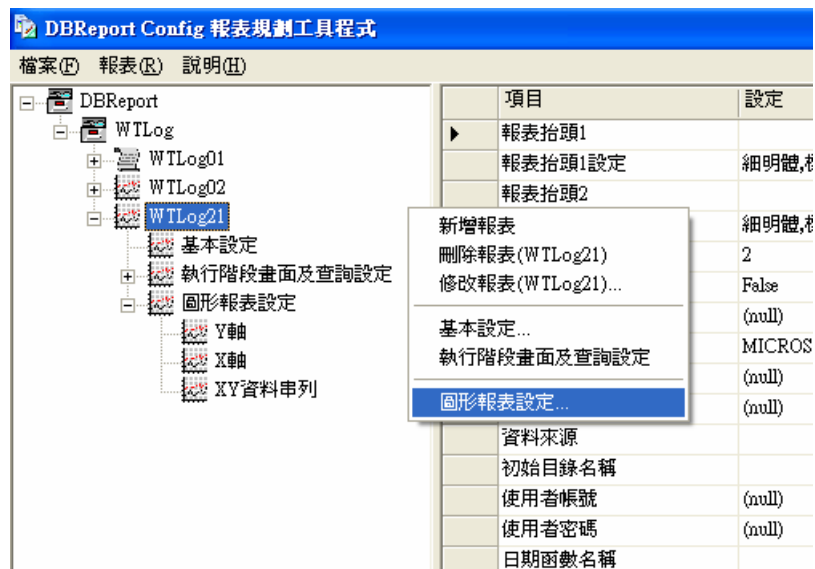 DBReport Config 報表規劃工具程式
檔案(F) 報表(R) 說明(H)
DBReport
WTLog
WTLog01
WTLog02
WTLog21
基本設定
執行階段畫面及查詢設定
圖形報表設定
Y軸
X軸
XY資料串列
新增報表
刪除報表(WTLog21)
修改報表(WTLog21)...
基本設定...
執行階段畫面及查詢設定
圖形報表設定...
項目 設定
報表抬頭1
報表抬頭1設定 細明體,
報表抬頭2
細明體,
2
False
(null)
MICROS
(null)
(null)
資料來源
初始目錄名稱
使用者帳號 (null)
使用者密碼 (null)
日期函數名稱